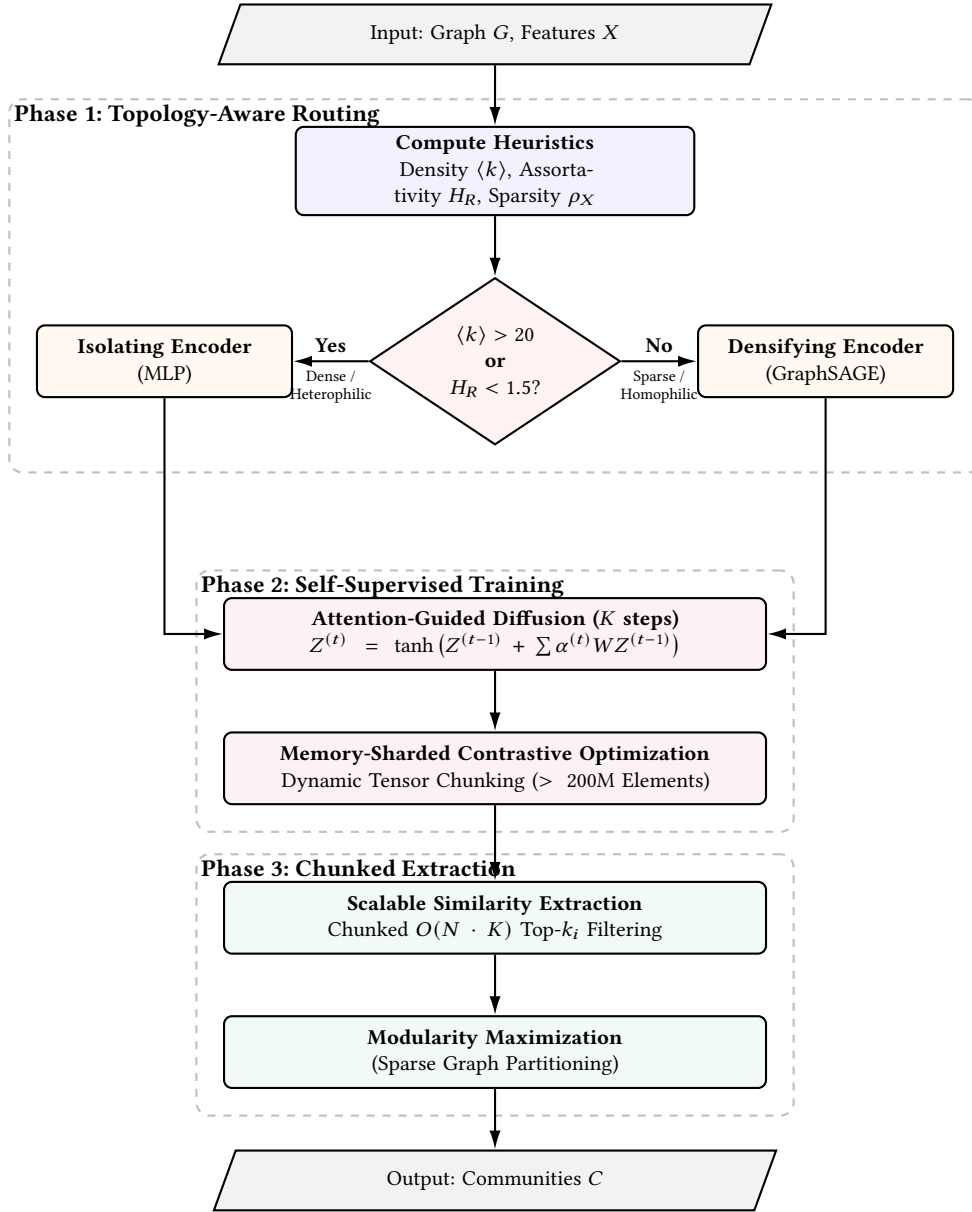 Input: Graph G, Features X
Phase 1: Topology-Aware Routing
Compute Heuristics
Density ⟨k⟩, Assorta-
tivity H_R, Sparsity ρ_X
⟨k⟩ > 20
or
H_R < 1.5?
Yes
Dense /
Heterophilic
No
Sparse /
Homophilic
Isolating Encoder
(MLP)
Densifying Encoder
(GraphSAGE)
Phase 2: Self-Supervised Training
Attention-Guided Diffusion (K steps)
Z^{(t)} = tanh(Z^{(t−1)} + ∑ α^{(t)}WZ^{(t−1)})
Memory-Sharded Contrastive Optimization
Dynamic Tensor Chunking (> 200M Elements)
Phase 3: Chunked Extraction
Scalable Similarity Extraction
Chunked O(N · K) Top-k_i Filtering
Modularity Maximization
(Sparse Graph Partitioning)
Output: Communities C